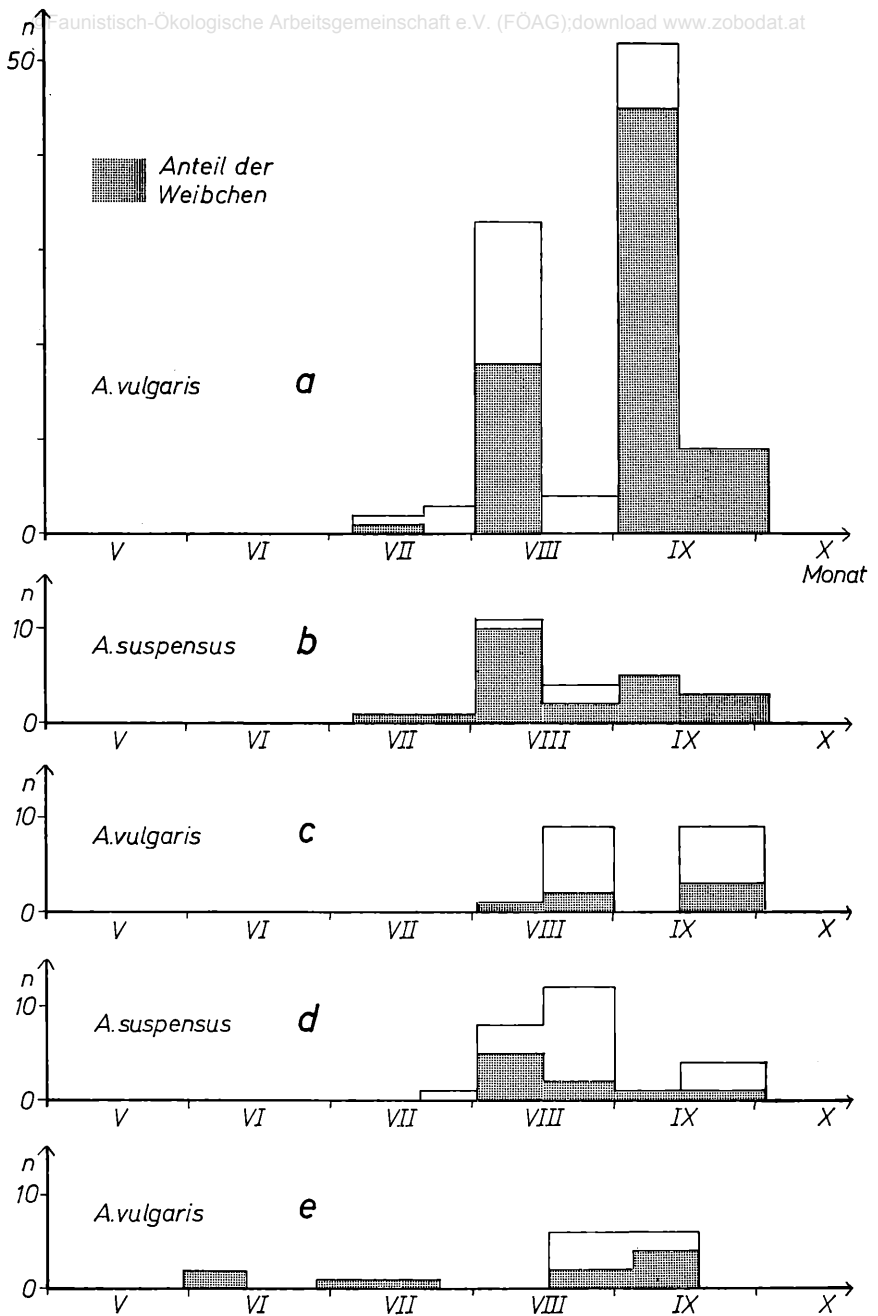 Faunistisch-Ökologische Arbeitsgemeinschaft e.V. (FÖAG);download www.zobodat.at
n
50
Anteil der
Weibchen
A.vulgaris a
0
V VI VII VIII IX X
Monat
n
10
A.suspensus b
0
V VI VII VIII IX X
n
10
A.vulgaris c
0
V VI VII VIII IX X
n
10
A.suspensus d
0
V VI VII VIII IX X
n
10
A.vulgaris e
0
V VI VII VIII IX X